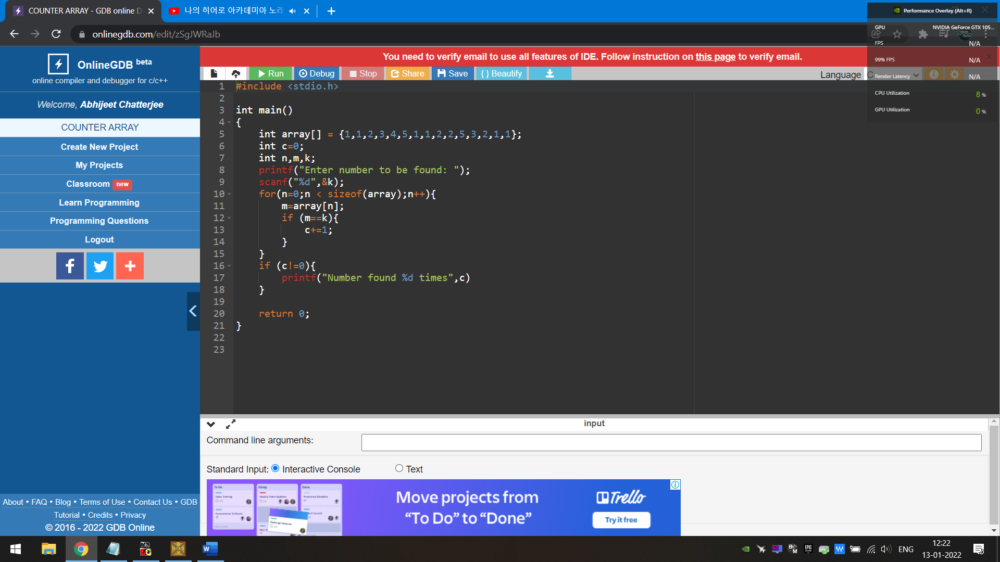 COUNTER ARRAY - GDB online D
나의 히어로 아카데미아 노래
onlinegdb.com/edit/zSgJWRaJb
Performance Overlay (Alt+R)
GPU NVIDIA GeForce GTX 105...
FPS N/A
99% FPS N/A
Render Latency N/A
CPU Utilization 8 %
GPU Utilization 0 %
OnlineGDB beta
online compiler and debugger for c/c++
Welcome, Abhijeet Chatterjee
COUNTER ARRAY
Create New Project
My Projects
Classroom new
Learn Programming
Programming Questions
Logout
About • FAQ • Blog • Terms of Use • Contact Us • GDB
Tutorial • Credits • Privacy
© 2016 - 2022 GDB Online
You need to verify email to use all features of IDE. Follow instruction on this page to verify email.
Run Debug Stop Share Save { } Beautify
Language C
1 #include <stdio.h>
2
3 int main()
4 {
5 int array[] = {1,1,2,3,4,5,1,1,2,2,5,3,2,1,1};
6 int c=0;
7 int n,m,k;
8 printf("Enter number to be found: ");
9 scanf("%d",&k);
10 for(n=0;n < sizeof(array);n++){
11 m=array[n];
12 if (m==k){
13 c+=1;
14 }
15 }
16 if (c!=0){
17 printf("Number found %d times",c)
18 }
19
20 return 0;
21 }
22
23
input
Command line arguments:
Standard Input: Interactive Console Text
To Do
Doing
Done
Move projects from
“To Do” to “Done”
Trello
Try it free
ENG
12:22
13-01-2022